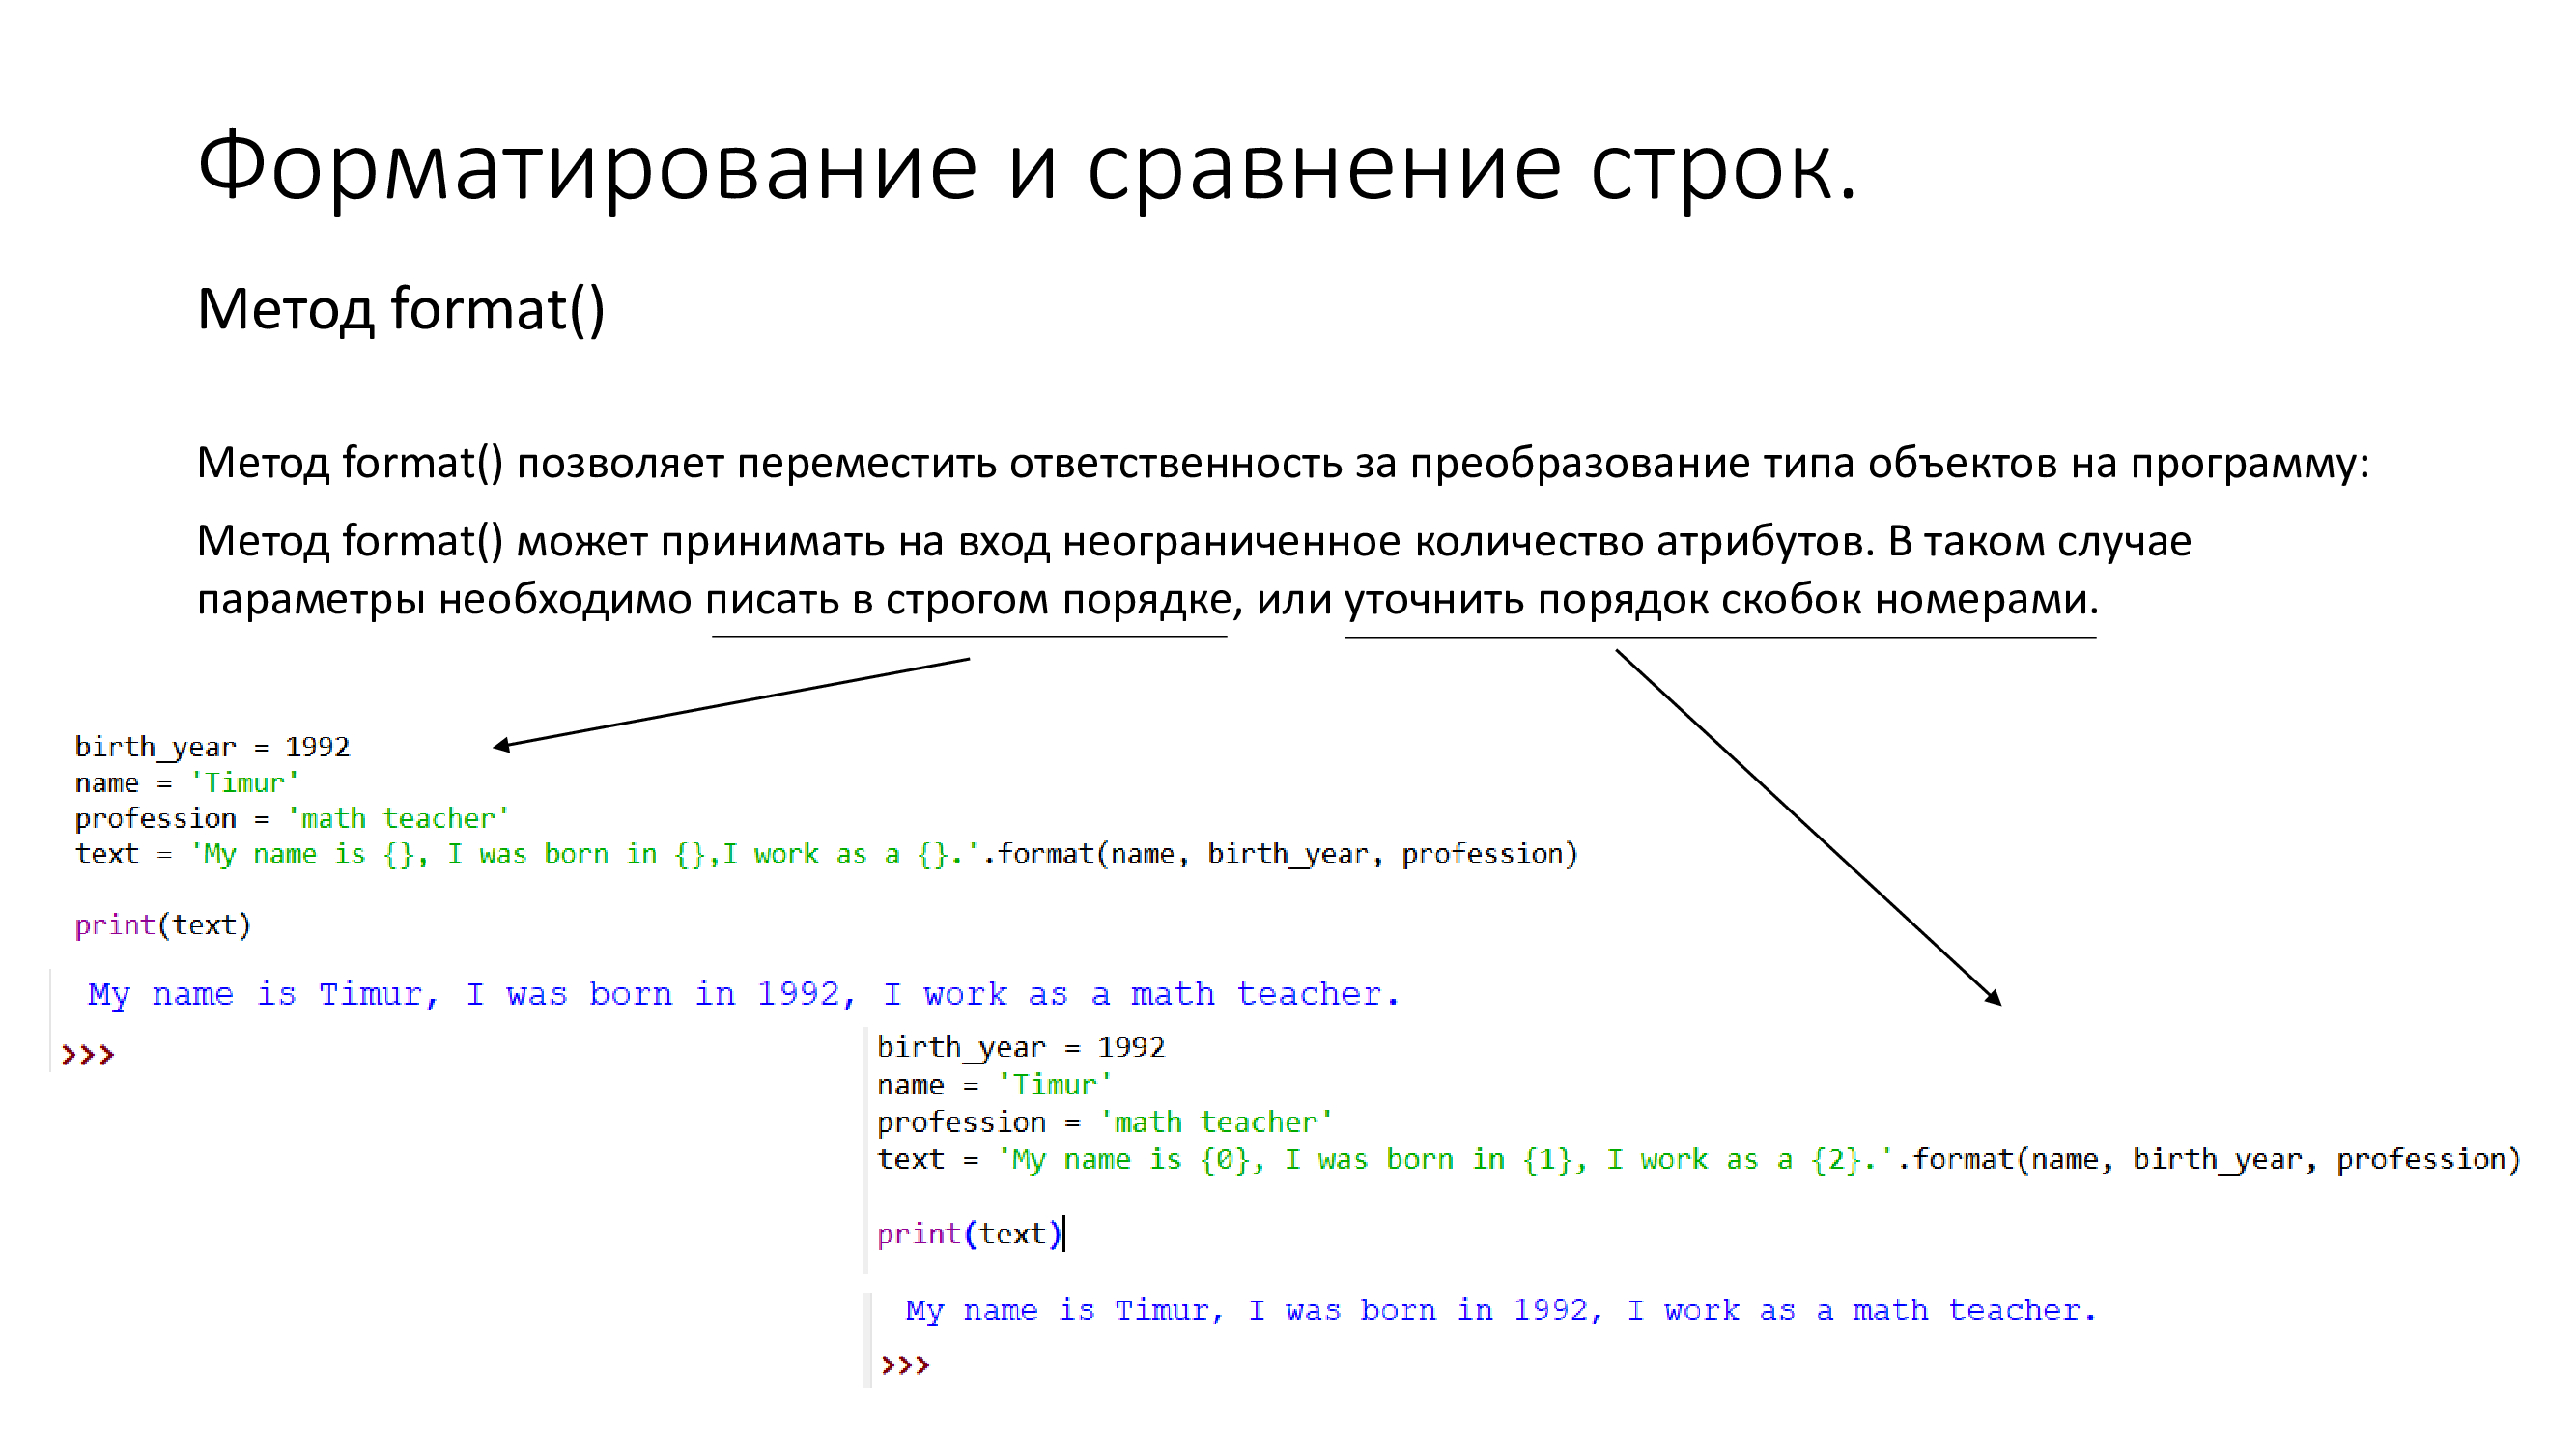 Форматирование и сравнение строк.
Метод format()
Метод format() позволяет переместить ответственность за преобразование типа объектов на программу:
Метод format() может принимать на вход неограниченное количество атрибутов. В таком случае
параметры необходимо писать в строгом порядке, или уточнить порядок скобок номерами.
birth_year = 1992
name = 'Timur'
profession = 'math teacher'
text = 'My name is {}, I was born in {},I work as a {}.'.format(name, birth_year, profession)
print(text)
My name is Timur, I was born in 1992, I work as a math teacher.
>>>
birth_year = 1992
name = 'Timur'
profession = 'math teacher'
text = 'My name is {0}, I was born in {1}, I work as a {2}.'.format(name, birth_year, profession)
print(text)
My name is Timur, I was born in 1992, I work as a math teacher.
>>>